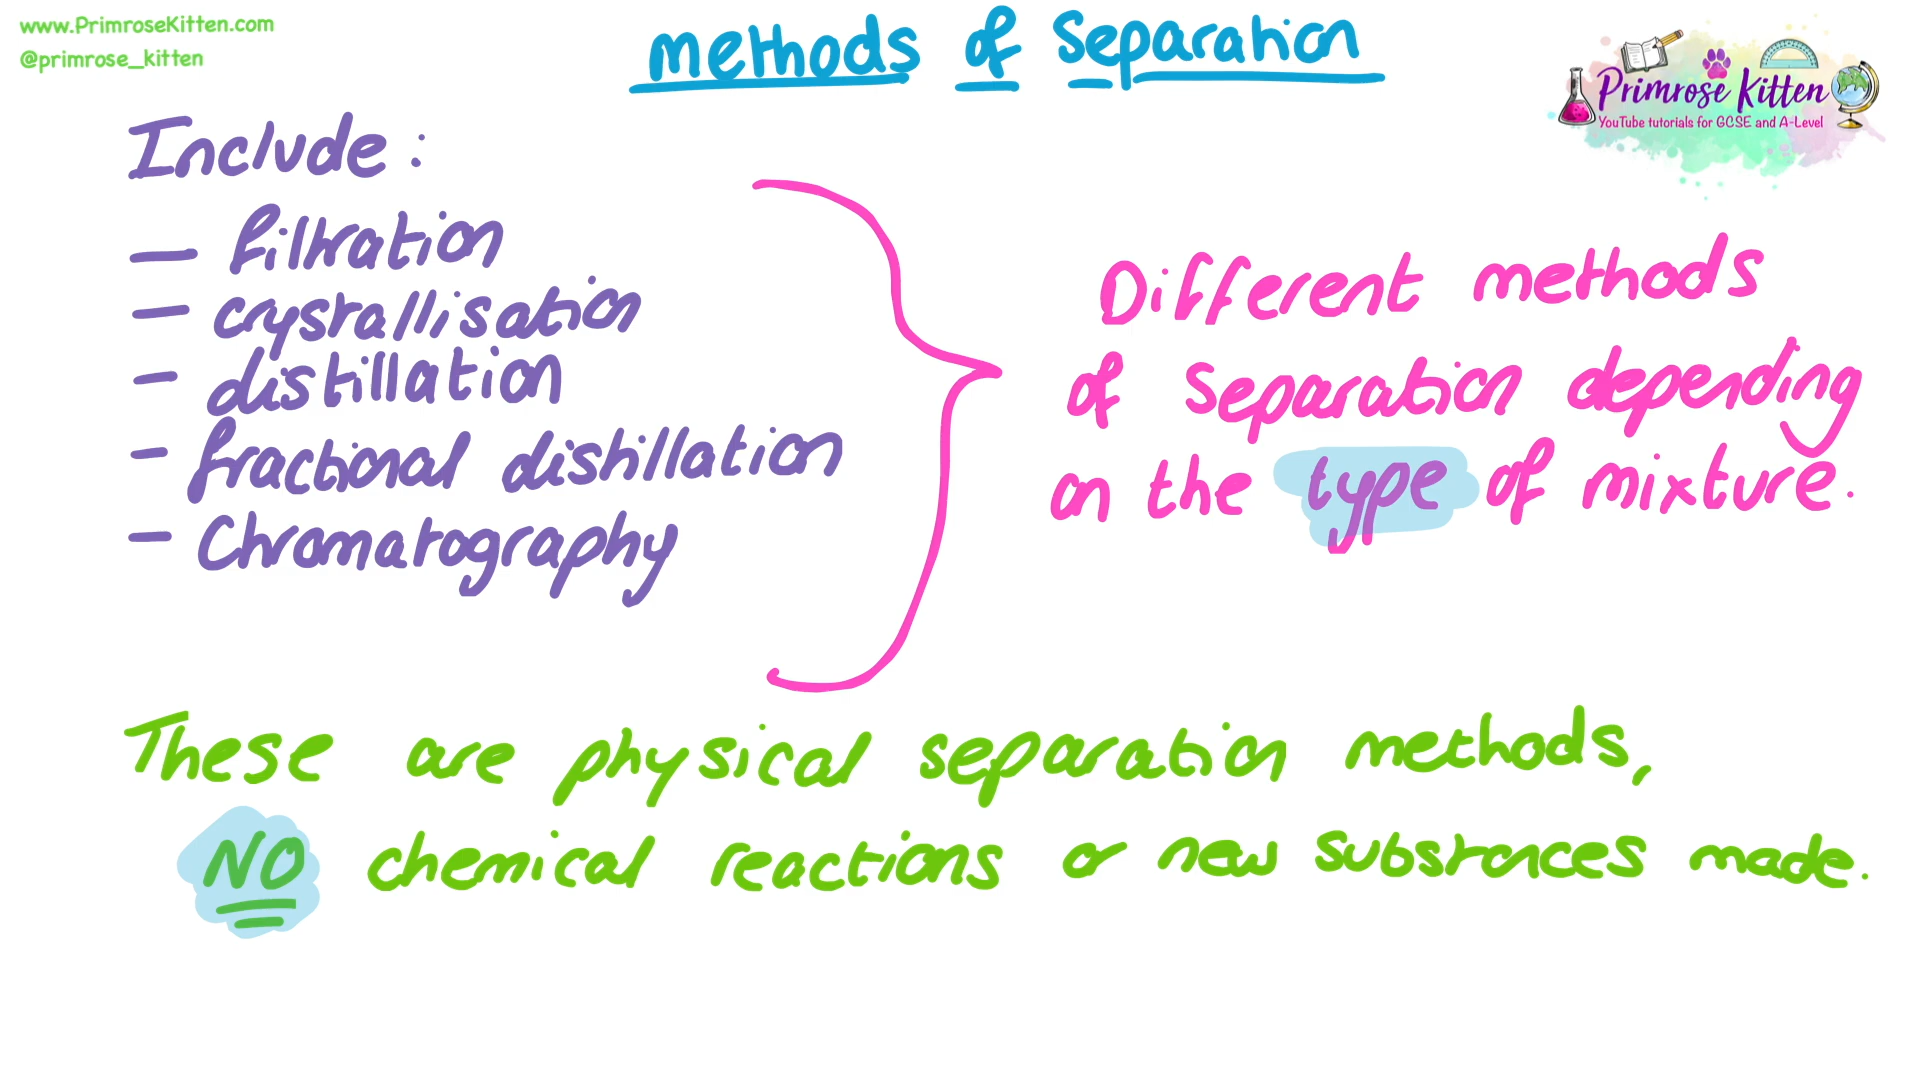 www.PrimroseKitten.com
@primrose_kitten
methods of Separation
Primrose Kitten
YouTube tutorials for GCSE and A-Level
Include:
— filtration
— crystallisation
- distillation
- fractional distillation
- Chromatography
Different methods
of separation depending
on the type of mixture.
These are physical separation methods,
NO chemical reactions or new substances made.